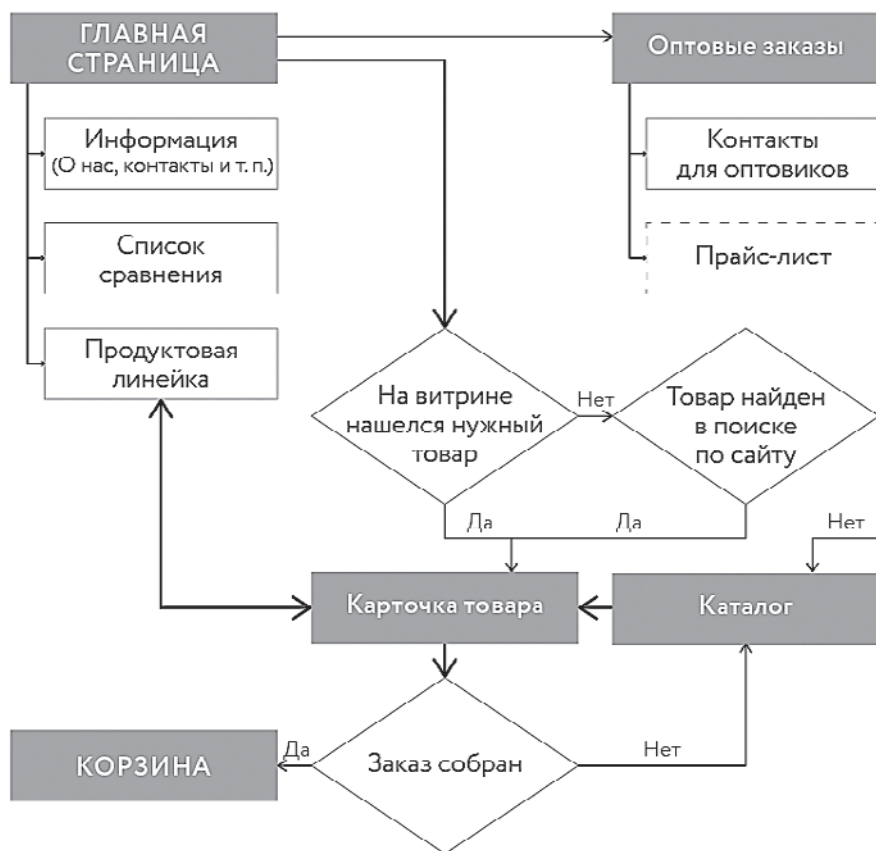 ГЛАВНАЯ
СТРАНИЦА
Оптовые заказы
Информация
(О нас, контакты и т. п.)
Контакты
для оптовиков
Список
сравнения
Прайс-лист
Продуктовая
линейка
На витрине
нашелся нужный
товар
Нет
Товар найден
в поиске
по сайту
Да
Да
Нет
Карточка товара
Каталог
КОРЗИНА
Да
Заказ собран
Нет